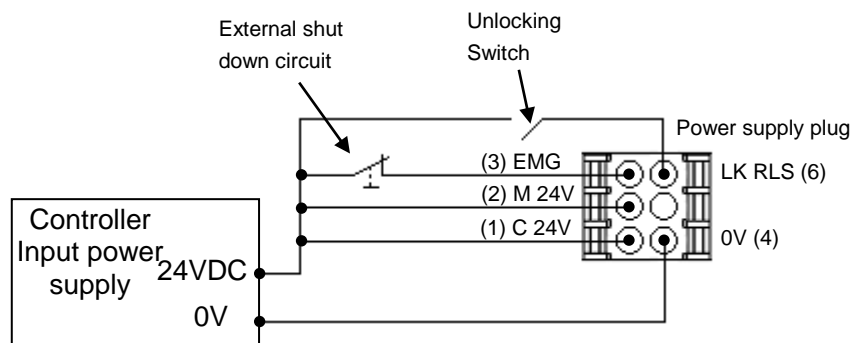 External shut
down circuit
Unlocking
Switch
Power supply plug
(3) EMG
LK RLS (6)
(2) M 24V
(1) C 24V
0V (4)
Controller
Input power
supply
24VDC
0V